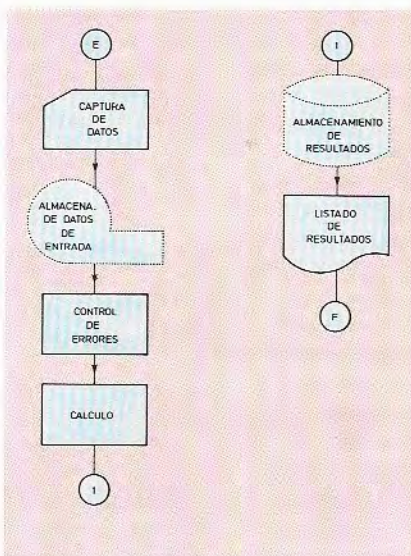 E
CAPTURA
DE
DATOS
ALMACENA.
DE DATOS
DE
ENTRADA
CONTROL
DE
ERRORES
CALCULO
1
1
ALMACENAMIENTO
DE
RESULTADOS
LISTADO
DE
RESULTADOS
F